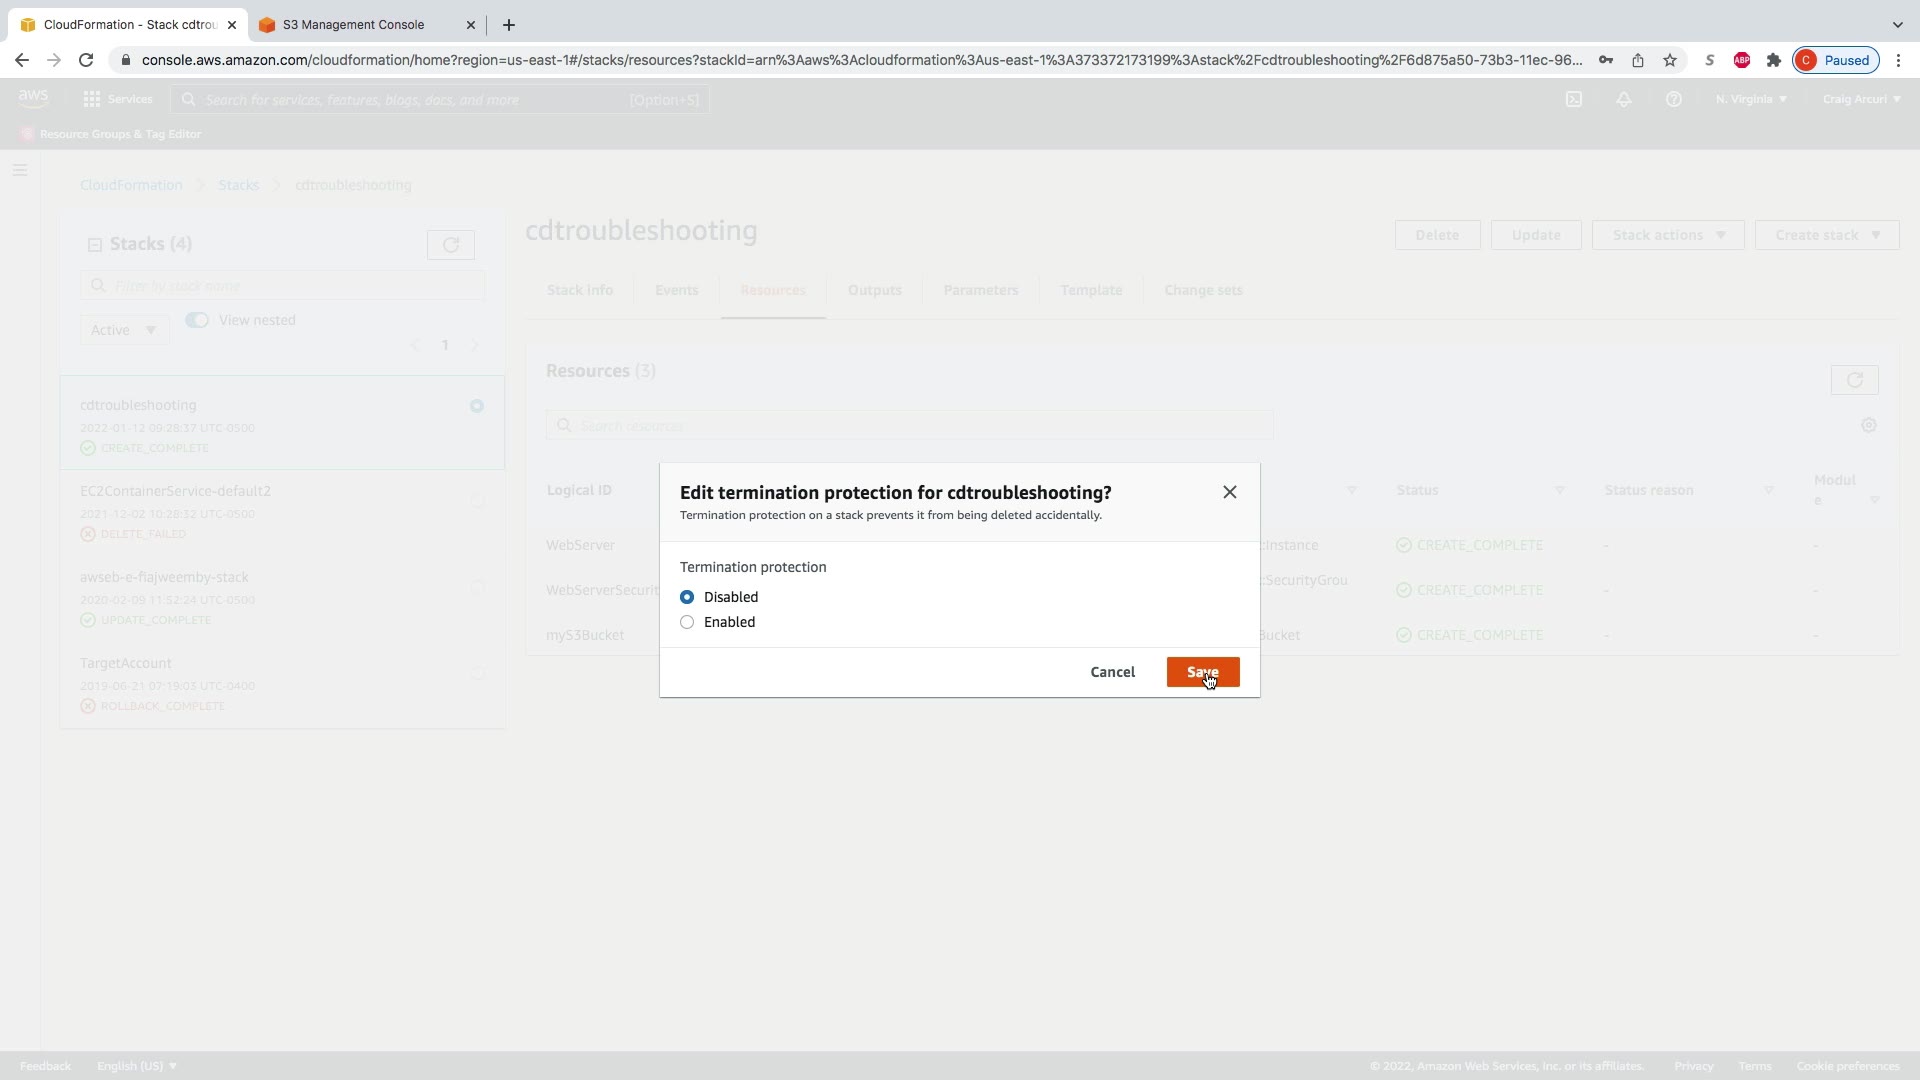 CloudFormation - Stack cdtrou
S3 Management Console
console.aws.amazon.com/cloudformation/home?region=us-east-1#/stacks/resources?stackId=arn%3Aaws%3Acloudformation%3Aus-east-1%3A373372173199%3Astack%2Fcdtroubleshooting%2F6d875a50-73b3-11ec-96...
S
ABP
C
Paused
aws
Services
Search for services, features, blogs, docs, and more
[Option+S]
N. Virginia
Craig Arcuri
Resource Groups & Tag Editor
CloudFormation
Stacks
cdtroubleshooting
Stacks (4)
Filter by stack name
Active
View nested
1
cdtroubleshooting
2022-01-12 09:28:37 UTC-0500
CREATE_COMPLETE
EC2ContainerService-default2
2021-12-02 10:28:32 UTC-0500
DELETE_FAILED
awseb-e-fiajweemby-stack
2020-02-09 11:52:24 UTC-0500
UPDATE_COMPLETE
TargetAccount
2019-06-21 07:19:03 UTC-0400
ROLLBACK_COMPLETE
cdtroubleshooting
Delete
Update
Stack actions
Create stack
Stack info
Events
Resources
Outputs
Parameters
Template
Change sets
Resources (3)
Search resources
Logical ID
Status
Status reason
Modul
e
WebServer
:Instance
CREATE_COMPLETE
-
-
WebServerSecurit
:SecurityGrou
CREATE_COMPLETE
-
-
myS3Bucket
Bucket
CREATE_COMPLETE
-
-
Edit termination protection for cdtroubleshooting?
Termination protection on a stack prevents it from being deleted accidentally.
Termination protection
Disabled
Enabled
Cancel
Save
Feedback
English (US)
© 2022, Amazon Web Services, Inc. or its affiliates.
Privacy
Terms
Cookie preferences